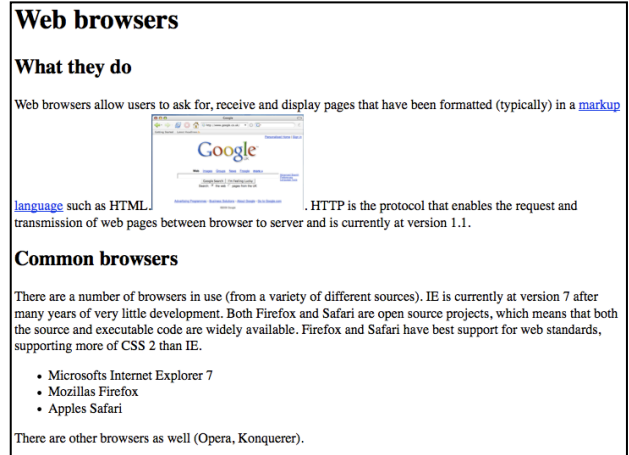 Web browsers
What they do
Web browsers allow users to ask for, receive and display pages that have been formatted (typically) in a markup
Google
language such as HTML. . HTTP is the protocol that enables the request and
transmission of web pages between browser to server and is currently at version 1.1.
Common browsers
There are a number of browsers in use (from a variety of different sources). IE is currently at version 7 after
many years of very little development. Both Firefox and Safari are open source projects, which means that both
the source and executable code are widely available. Firefox and Safari have best support for web standards,
supporting more of CSS 2 than IE.
• Microsofts Internet Explorer 7
• Mozillas Firefox
• Apples Safari
There are other browsers as well (Opera, Konquerer).